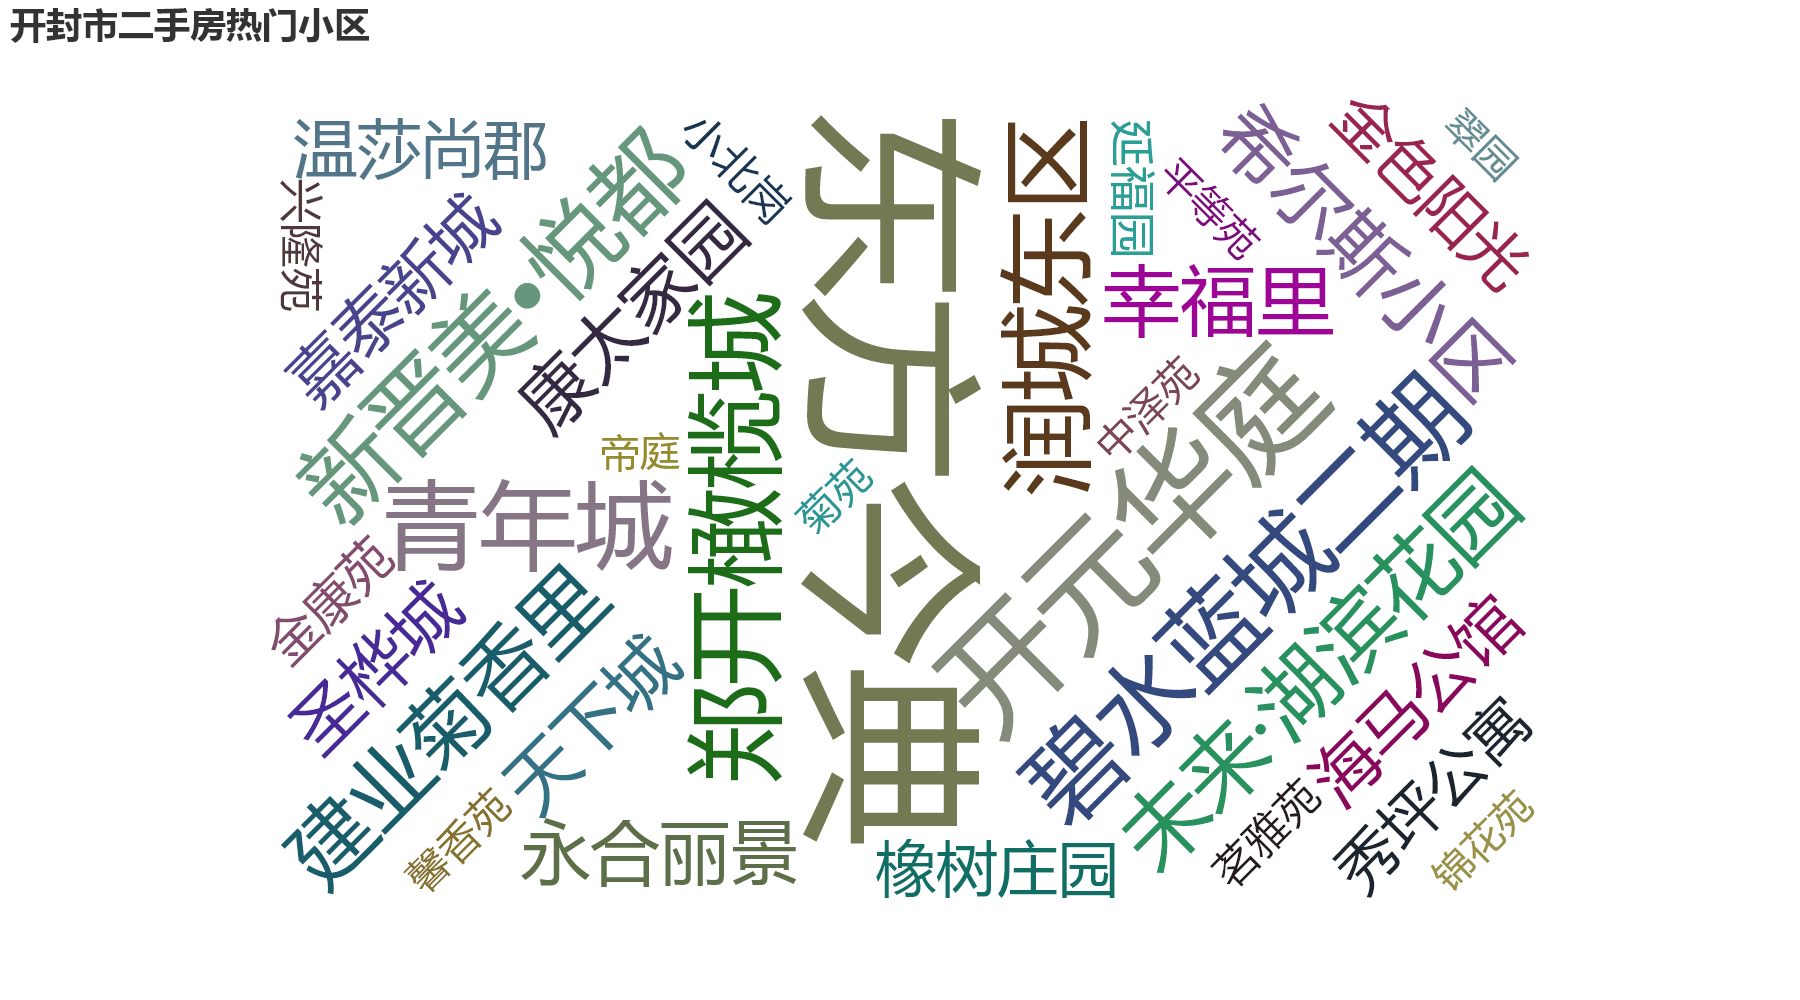 开封市二手房热门小区
温莎尚郡
小北岗
东方公典
润城东区
延福园
希尔斯小区
金色阳光
翠园
兴隆苑
嘉泰新城
新晋美·悦都
康太家园
平等苑
幸福里
郑开橄榄城
帝庭
中泽苑
开元华庭
碧水蓝城二期
青年城
菊苑
金康苑
圣桦城
建业菊香里
天下城
未来·湖滨花园
海马公馆
馨香苑
永合丽景
橡树庄园
茗雅苑
秀坪公寓
锦花苑